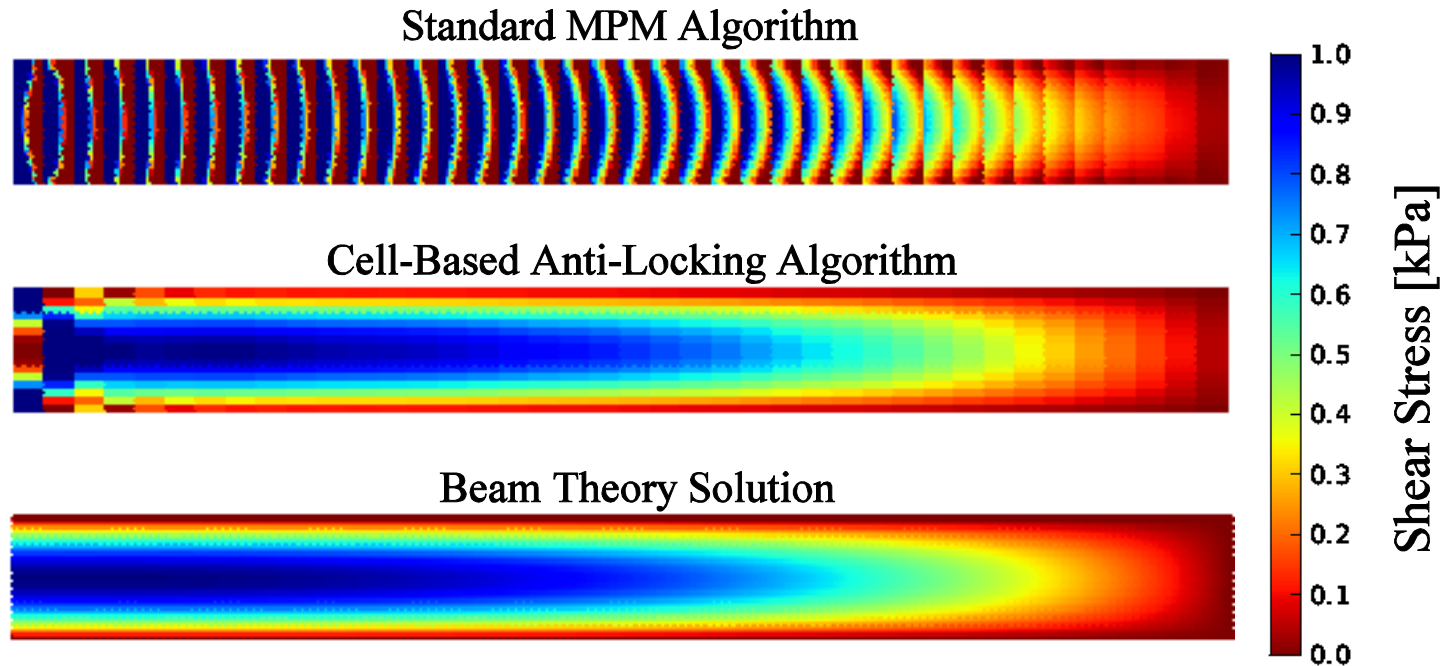 Standard MPM Algorithm
Cell-Based Anti-Locking Algorithm
Beam Theory Solution
1.0
0.9
0.8
0.7
0.6
0.5
0.4
0.3
0.2
0.1
0.0
Shear Stress [kPa]